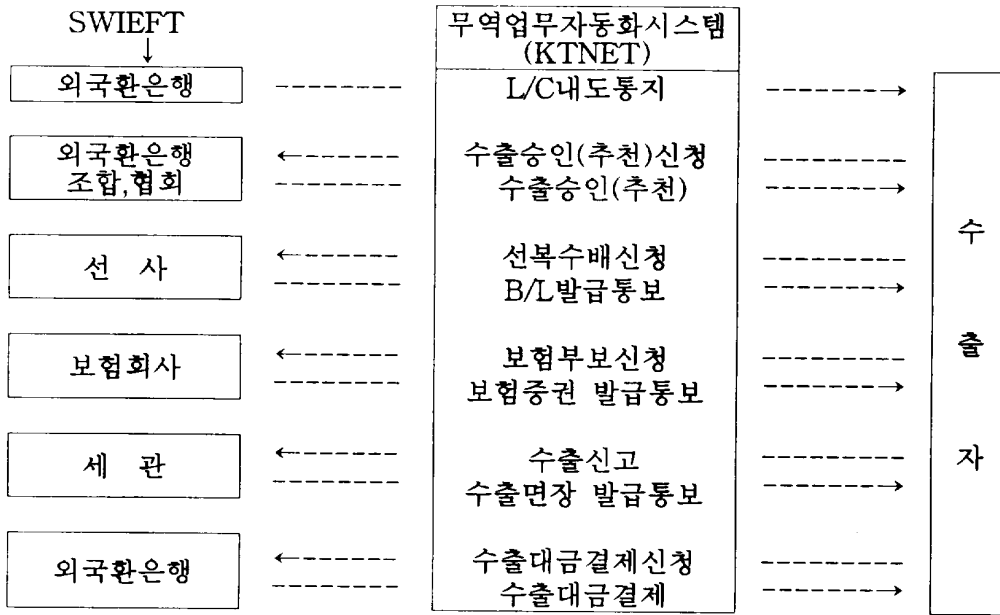 SWIEFT
무역업무자동화시스템
(KTNET)
외국환은행
L/C내도통지
외국환은행
조합,협회
수출승인(추천)신청
수출승인(추천)
선 사
선복수배신청
B/L발급통보
보험회사
보험부보신청
보험증권 발급통보
세 관
수출신고
수출면장 발급통보
외국환은행
수출대금결제신청
수출대금결제
수
출
자